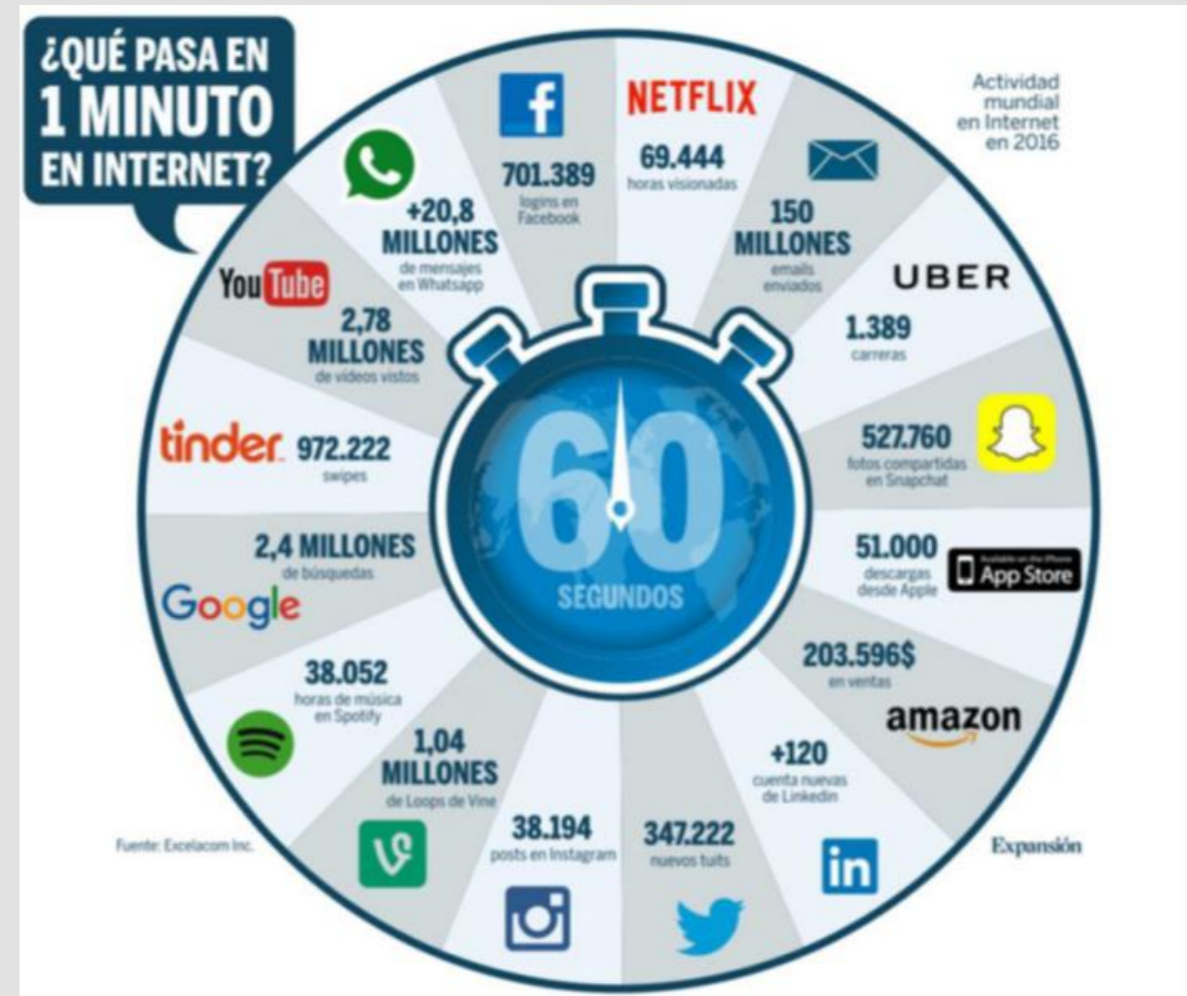 ¿QUÉ PASA EN
1 MINUTO
EN INTERNET?
Actividad
mundial
en Internet
en 2016
f
701.389
logins en
Facebook
NETFLIX
69.444
horas visionadas
150
MILLONES
emails
enviados
UBER
1.389
carreras
527.760
fotos compartidas
en Snapchat
51.000
descargas
desde Apple
Available on the iPhone
App Store
203.596$
en ventas
amazon
+120
cuenta nuevas
de Linkedin
in
347.222
nuevos tuits
38.194
posts en Instagram
1,04
MILLONES
de Loops de Vine
38.052
horas de música
en Spotify
2,4 MILLONES
de búsquedas
Google
tinder
972.222
swipes
YouTube
2,78
MILLONES
de vídeos vistos
+20,8
MILLONES
de mensajes
en Whatsapp
60
SEGUNDOS
Fuente: Excelacom Inc.
Expansión